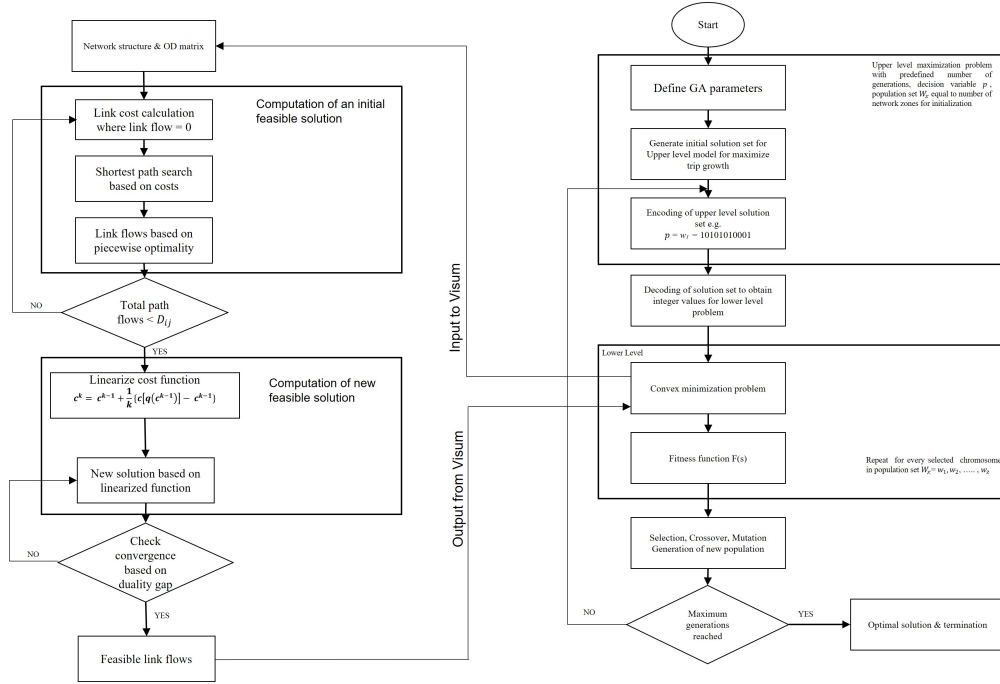 Network structure & OD matrix
Computation of an initial
feasible solution
Link cost calculation
where link flow = 0
Shortest path search
based on costs
Link flows based on
piecewise optimality
NO
Total path
flows < D_{ij}
YES
Computation of new
feasible solution
Linearize cost function
c^k = c^{k-1} + \frac{1}{k}{c[q(c^{k-1})] − c^{k-1}}
New solution based on
linearized function
NO
Check
convergence
based on
duality gap
YES
Feasible link flows
Input to Visum
Output from Visum
Start
Upper level maximization problem
with predefined number of
generations, decision variable p ,
population set W_z equal to number of
network zones for initialization
Define GA parameters
Generate initial solution set for
Upper level model for maximize
trip growth
Encoding of upper level solution
set e.g.
p = w_i − 10101010001
Decoding of solution set to obtain
integer values for lower level
problem
Lower Level
Convex minimization problem
Fitness function F(s)
Repeat for every selected chromosome
in population set W_z = w_1, w_2, ….. , w_z
Selection, Crossover, Mutation
Generation of new population
NO
Maximum
generations
reached
YES
Optimal solution & termination